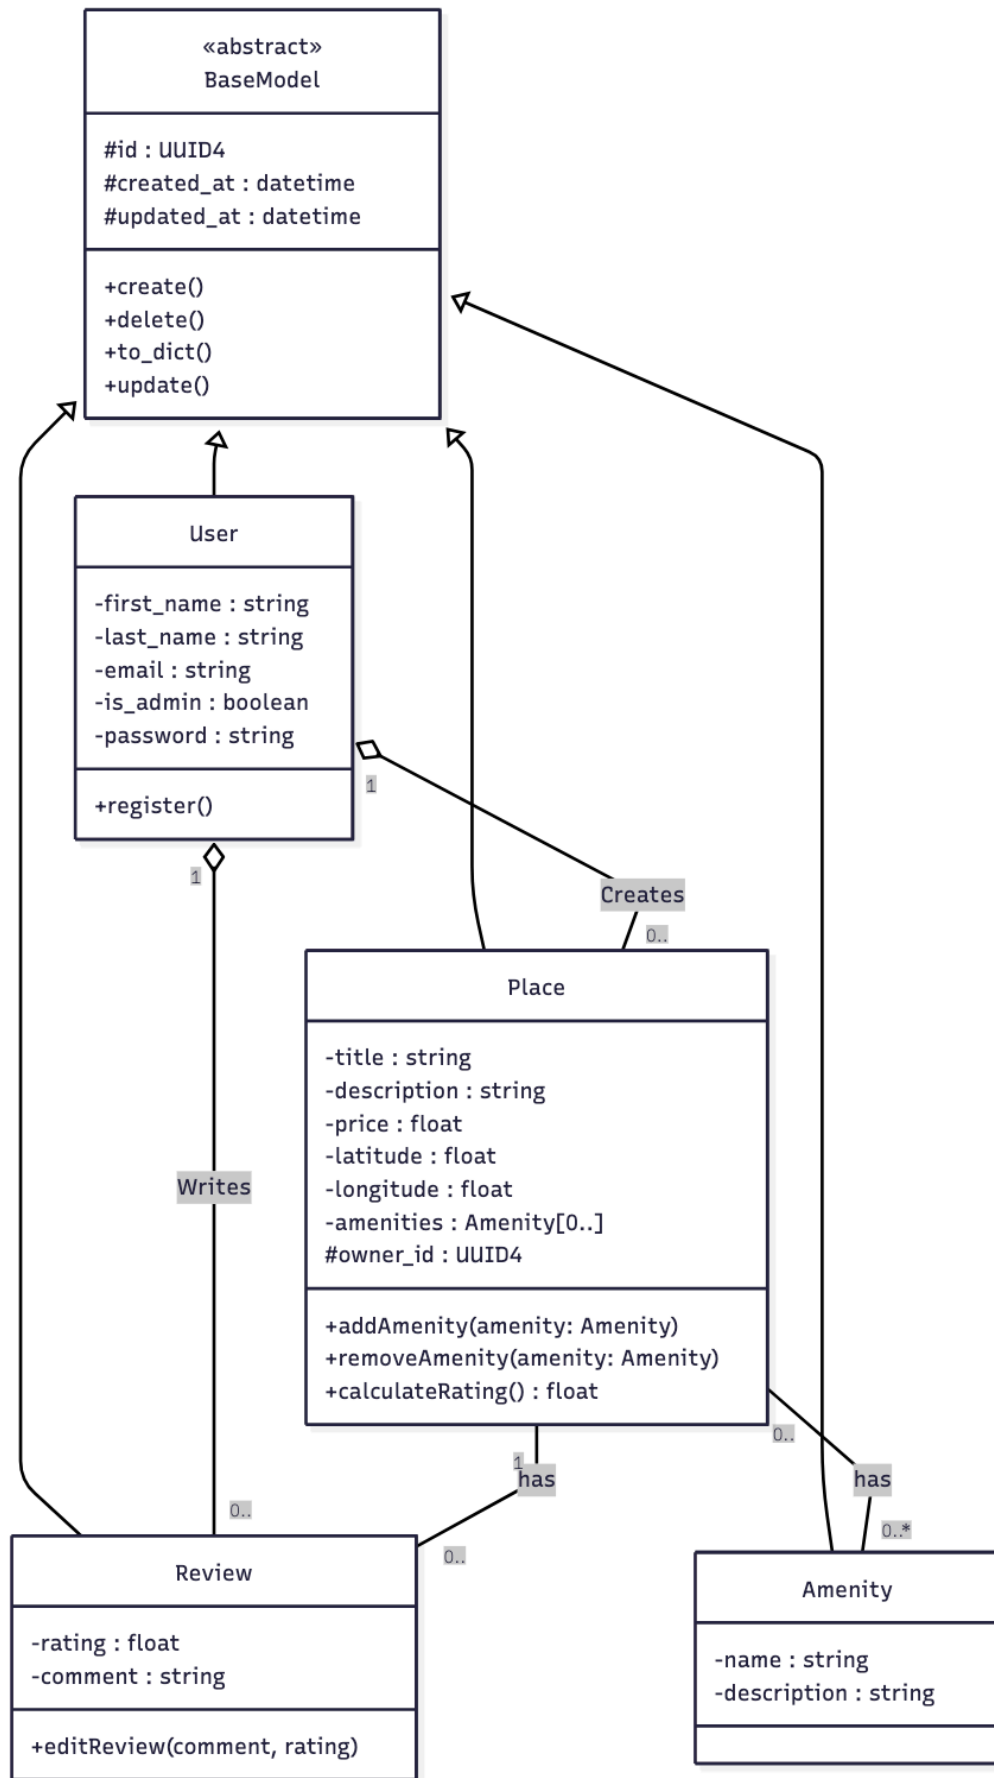 «abstract»
BaseModel
#id : UUID4
#created_at : datetime
#updated_at : datetime
+create()
+delete()
+to_dict()
+update()
User
-first_name : string
-last_name : string
-email : string
-is_admin : boolean
-password : string
+register()
1
1
Creates
0..
Place
-title : string
-description : string
-price : float
-latitude : float
-longitude : float
-amenities : Amenity[0..]
#owner_id : UUID4
+addAmenity(amenity: Amenity)
+removeAmenity(amenity: Amenity)
+calculateRating() : float
Writes
0..
1
has
0..
0..
has
0..*
Review
-rating : float
-comment : string
+editReview(comment, rating)
Amenity
-name : string
-description : string